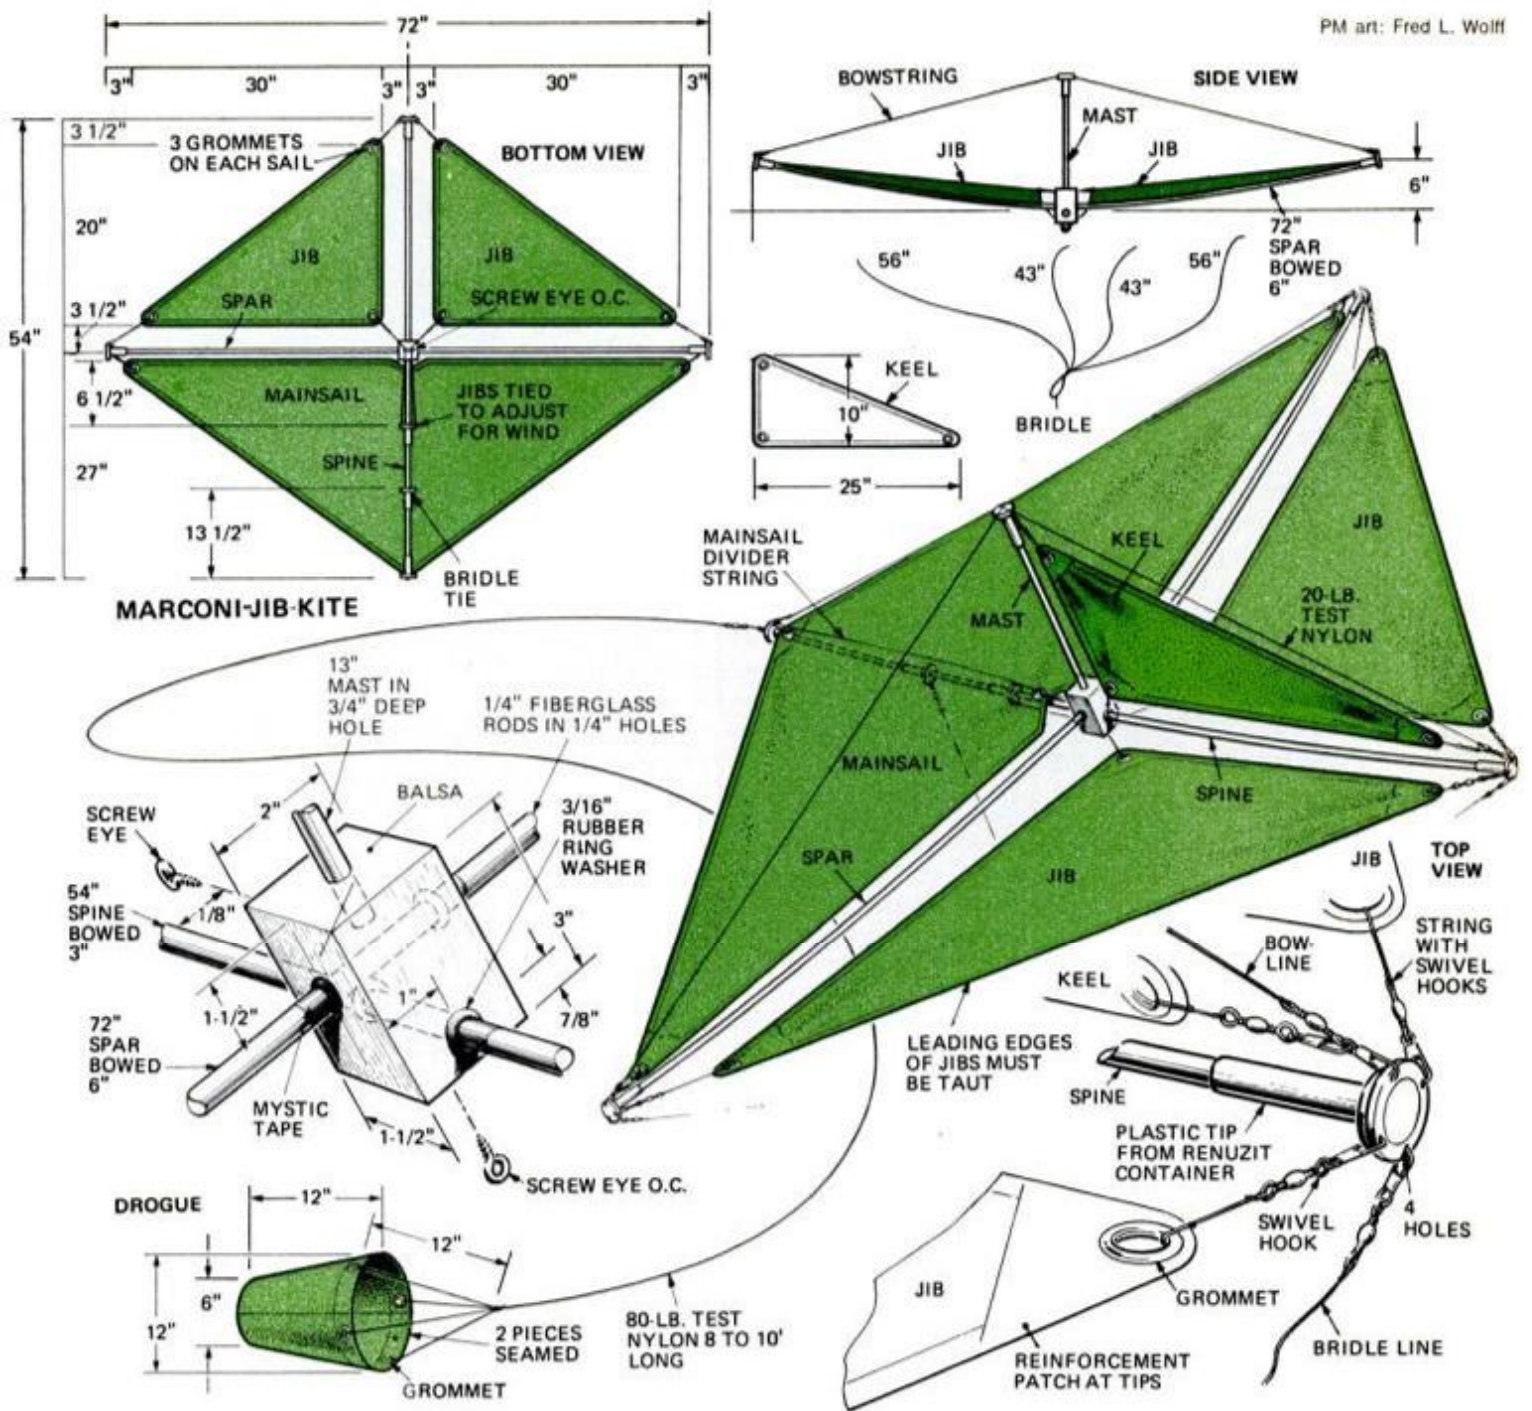 PM art: Fred L. Wolff
72"
3"
30"
3"
3"
30"
3"
3 1/2"
3 GROMMETS
ON EACH SAIL
BOTTOM VIEW
20"
JIB
JIB
SPAR
SCREW EYE O.C.
3 1/2"
54"
6 1/2"
MAINSAIL
JIBS TIED
TO ADJUST
FOR WIND
27"
SPINE
13 1/2"
BRIDLE
TIE
MARCONI-JIB-KITE
BOWSTRING
SIDE VIEW
MAST
JIB
JIB
6"
72"
SPAR
BOWED
6"
56"
43"
43"
56"
BRIDLE
KEEL
10"
25"
MAINSAIL
DIVIDER
STRING
KEEL
JIB
MAST
20-LB.
TEST
NYLON
MAINSAIL
SPINE
SPAR
JIB
TOP
VIEW
LEADING EDGES
OF JIBS MUST
BE TAUT
13"
MAST IN
3/4" DEEP
HOLE
1/4" FIBERGLASS
RODS IN 1/4" HOLES
BALSA
SCREW
EYE
2"
3/16"
RUBBER
RING
WASHER
54"
SPINE
BOWED
3"
1/8"
3"
1"
7/8"
1-1/2"
72"
SPAR
BOWED
6"
MYSTIC
TAPE
1-1/2"
SCREW EYE O.C.
DROGUE
12"
12"
6"
12"
2 PIECES
SEAMED
GROMMET
80-LB. TEST
NYLON 8 TO 10'
LONG
JIB
BOW-
LINE
STRING
WITH
SWIVEL
HOOKS
KEEL
SPINE
PLASTIC TIP
FROM RENUZIT
CONTAINER
SWIVEL
HOOK
4
HOLES
JIB
GROMMET
REINFORCEMENT
PATCH AT TIPS
BRIDLE LINE